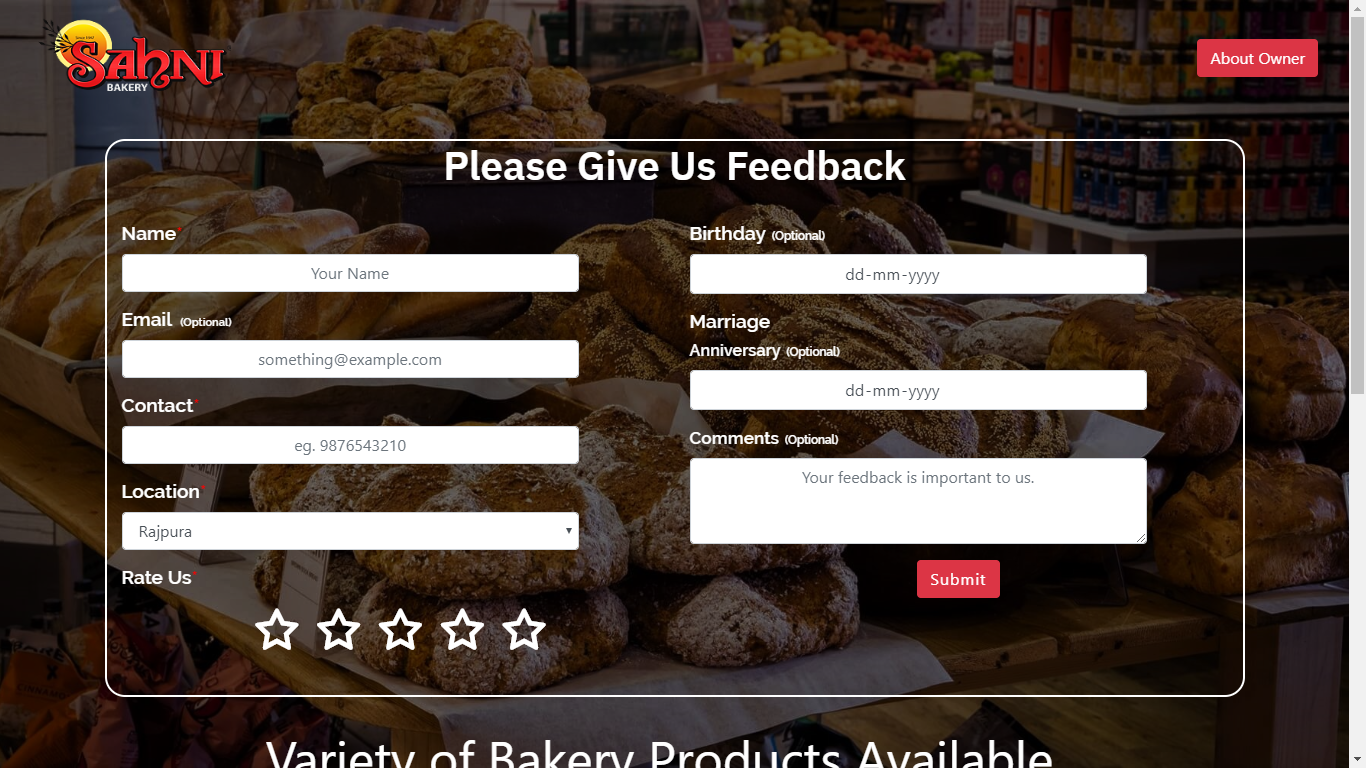 Since 1962
Sahni
BAKERY
About Owner
Please Give Us Feedback
Name*
Your Name
Email (Optional)
something@example.com
Contact*
eg. 9876543210
Location*
Rajpura
Rate Us*
Birthday (Optional)
dd-mm-yyyy
Marriage
Anniversary (Optional)
dd-mm-yyyy
Comments (Optional)
Your feedback is important to us.
Submit
CINNAMO
Variety of Bakery Products Available